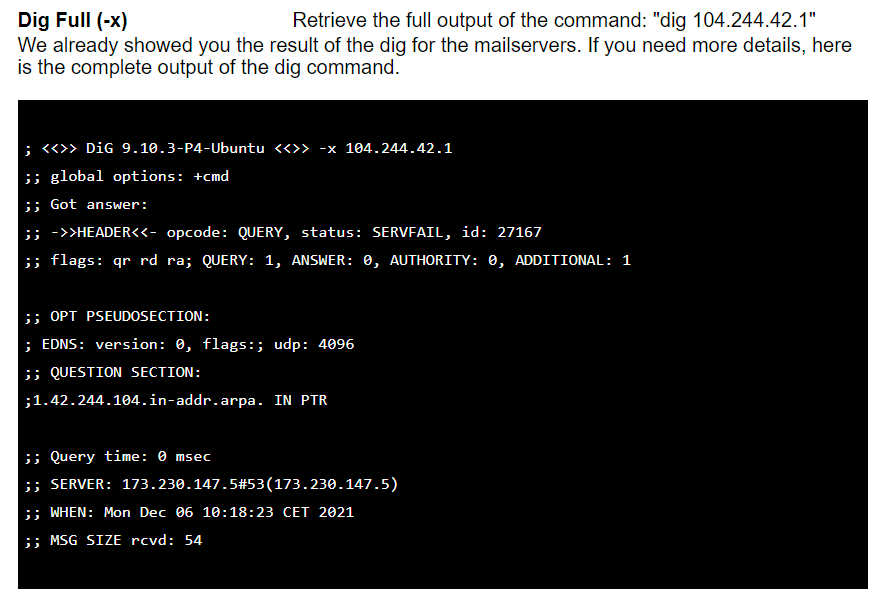 Dig Full (-x) Retrieve the full output of the command: "dig 104.244.42.1"
We already showed you the result of the dig for the mailservers. If you need more details, here
is the complete output of the dig command.
; <<>> DiG 9.10.3-P4-Ubuntu <<>> -x 104.244.42.1
;; global options: +cmd
;; Got answer:
;; ->>HEADER<<- opcode: QUERY, status: SERVFAIL, id: 27167
;; flags: qr rd ra; QUERY: 1, ANSWER: 0, AUTHORITY: 0, ADDITIONAL: 1
;; OPT PSEUDOSECTION:
; EDNS: version: 0, flags:; udp: 4096
;; QUESTION SECTION:
;1.42.244.104.in-addr.arpa. IN PTR
;; Query time: 0 msec
;; SERVER: 173.230.147.5#53(173.230.147.5)
;; WHEN: Mon Dec 06 10:18:23 CET 2021
;; MSG SIZE rcvd: 54